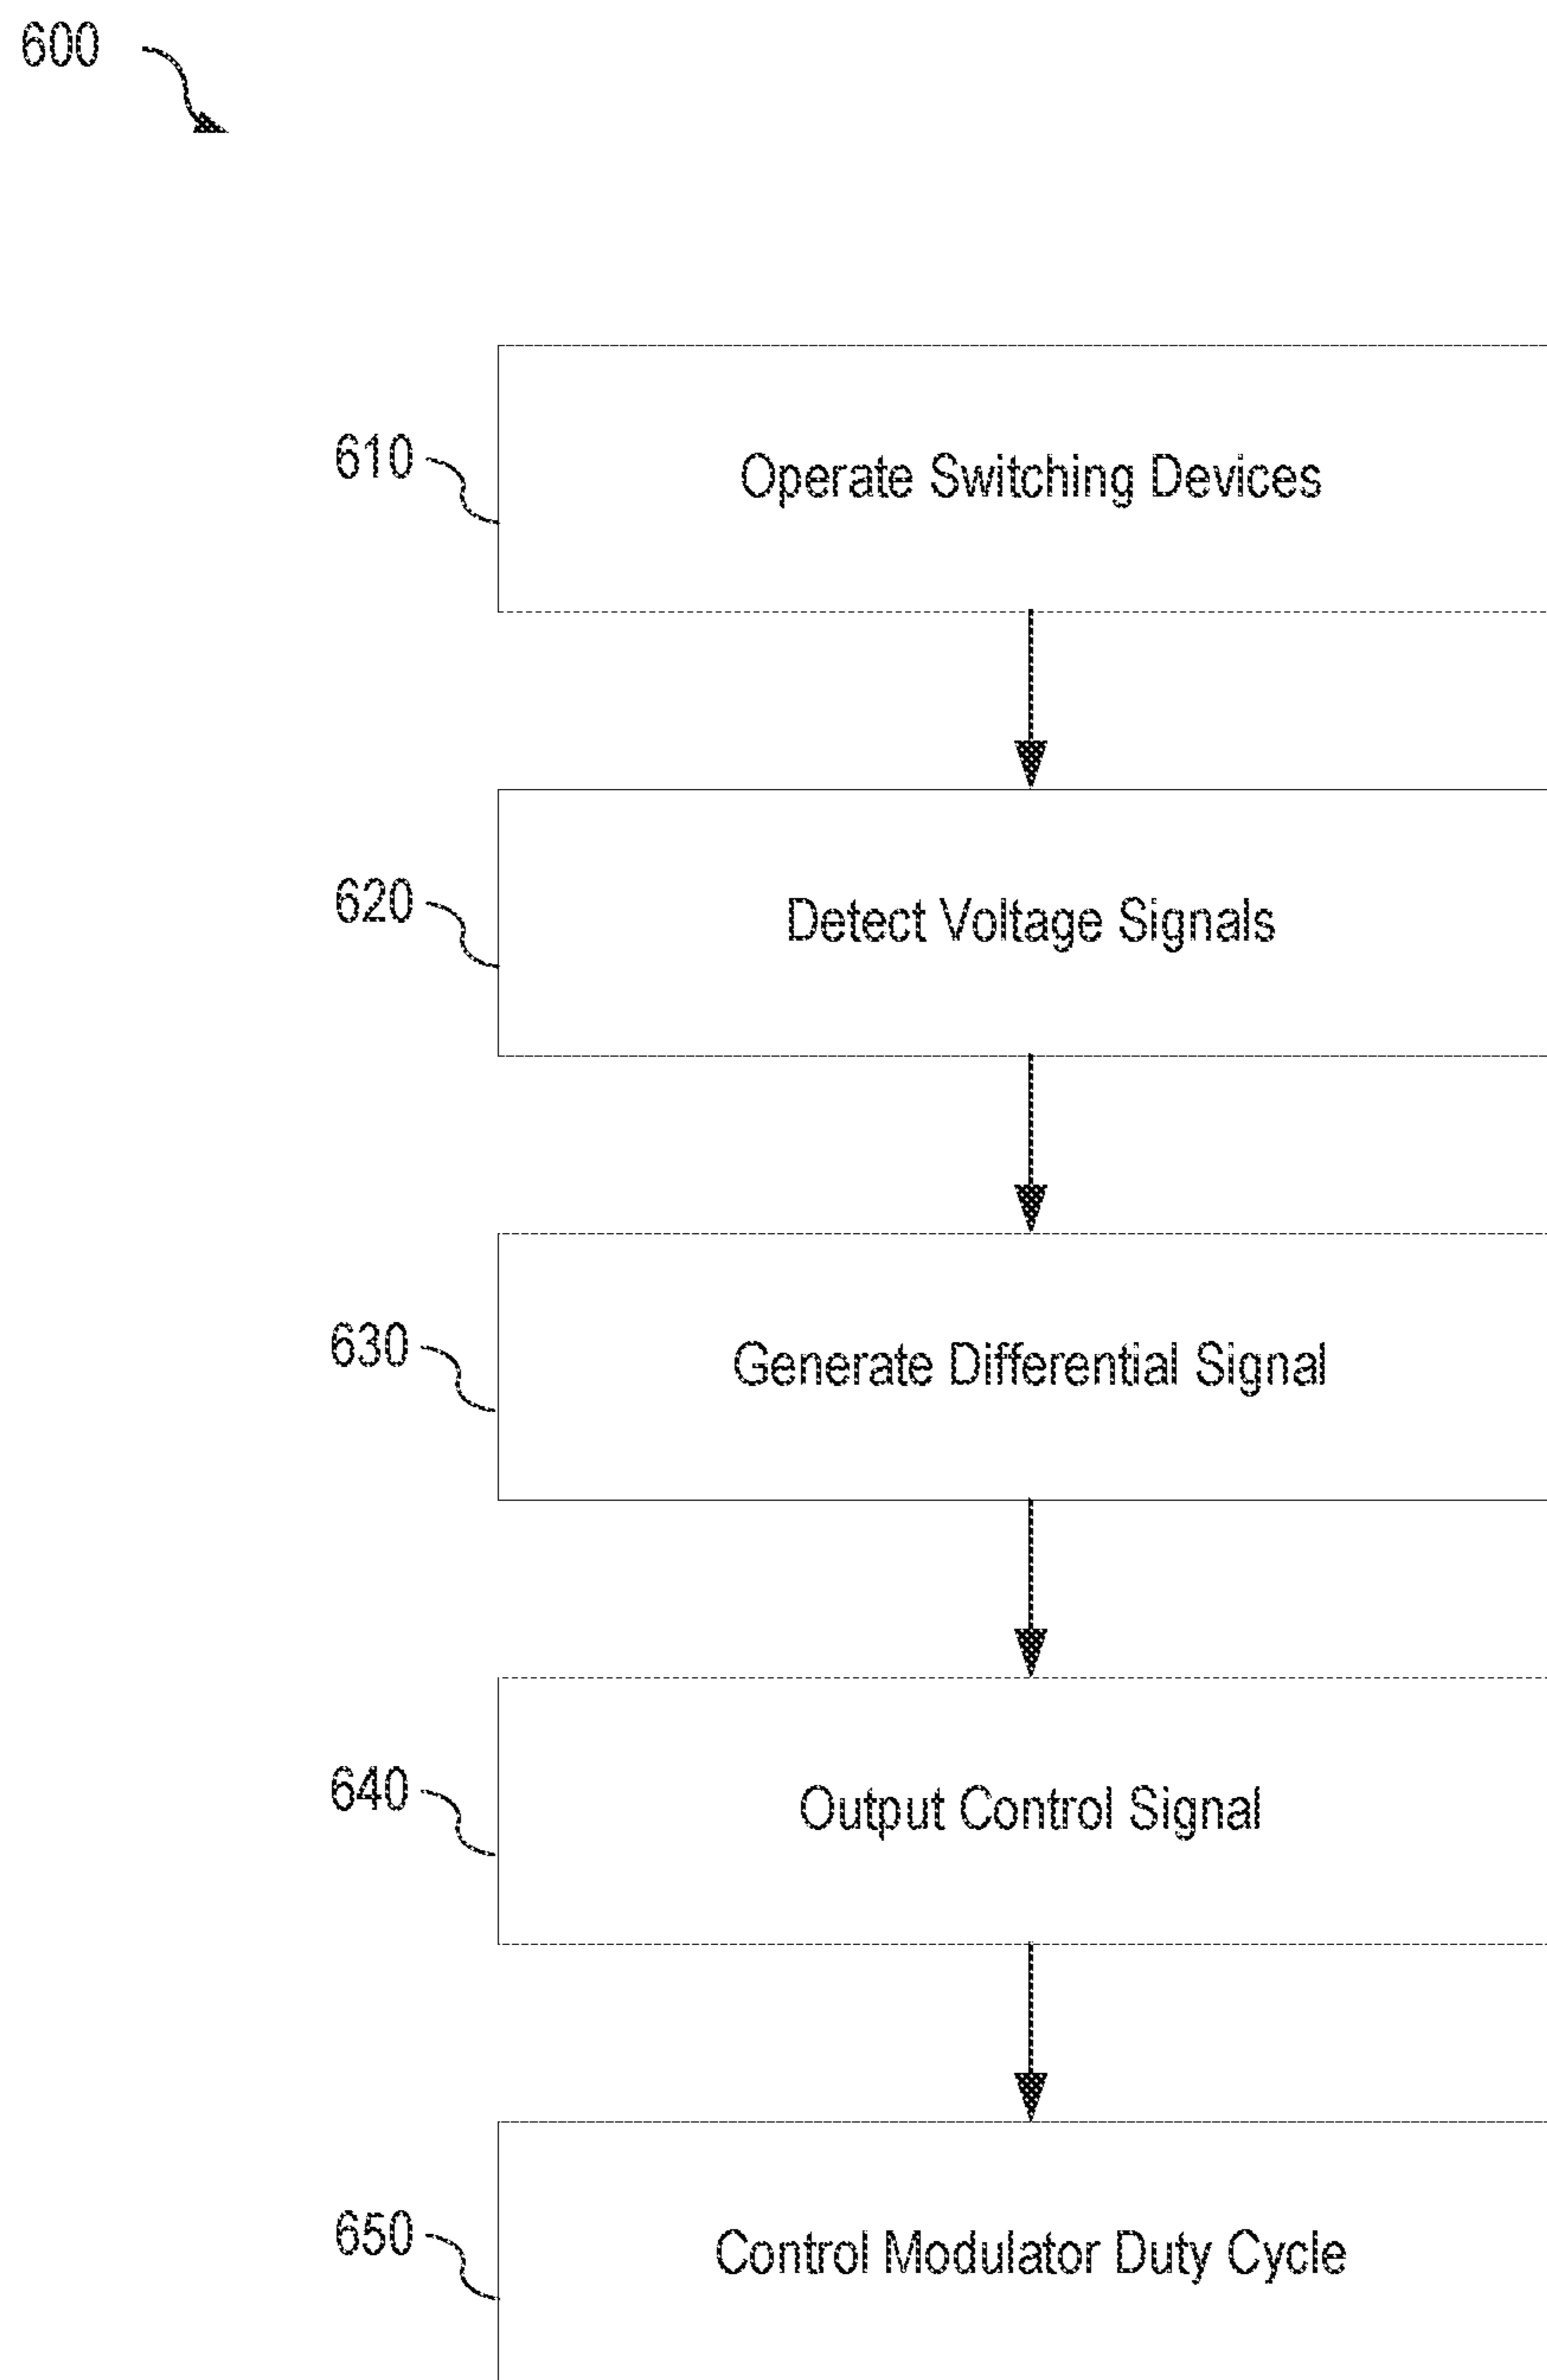 600
610
Operate Switching Devices
620
Detect Voltage Signals
630
Generate Differential Signal
640
Output Control Signal
650
Control Modulator Duty Cycle